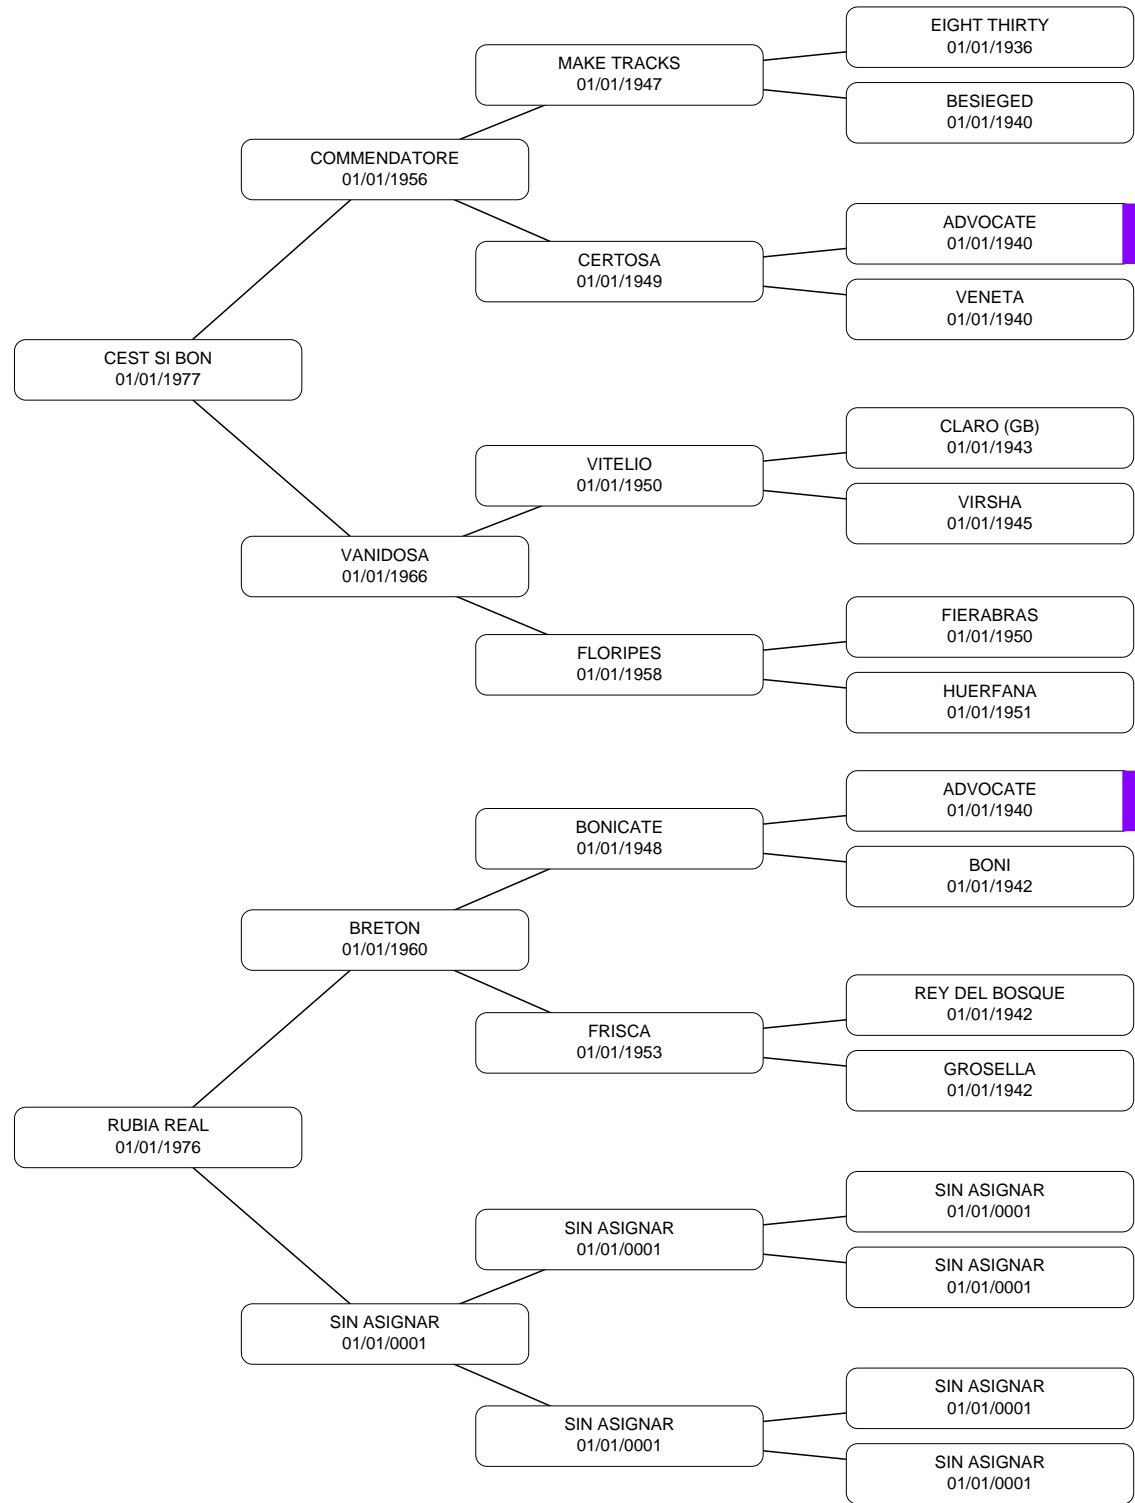 EIGHT THIRTY
01/01/1936
MAKE TRACKS
01/01/1947
BESIEGED
01/01/1940
COMMENDATORE
01/01/1956
ADVOCATE
01/01/1940
CERTOSA
01/01/1949
VENETA
01/01/1940
CEST SI BON
01/01/1977
CLARO (GB)
01/01/1943
VITELIO
01/01/1950
VIRSHA
01/01/1945
VANIDOSA
01/01/1966
FIERABRAS
01/01/1950
FLORIPES
01/01/1958
HUERFANA
01/01/1951
ADVOCATE
01/01/1940
BONICATE
01/01/1948
BONI
01/01/1942
BRETON
01/01/1960
REY DEL BOSQUE
01/01/1942
FRISCA
01/01/1953
GROSELLA
01/01/1942
RUBIA REAL
01/01/1976
SIN ASIGNAR
01/01/0001
SIN ASIGNAR
01/01/0001
SIN ASIGNAR
01/01/0001
SIN ASIGNAR
01/01/0001
SIN ASIGNAR
01/01/0001
SIN ASIGNAR
01/01/0001
SIN ASIGNAR
01/01/0001